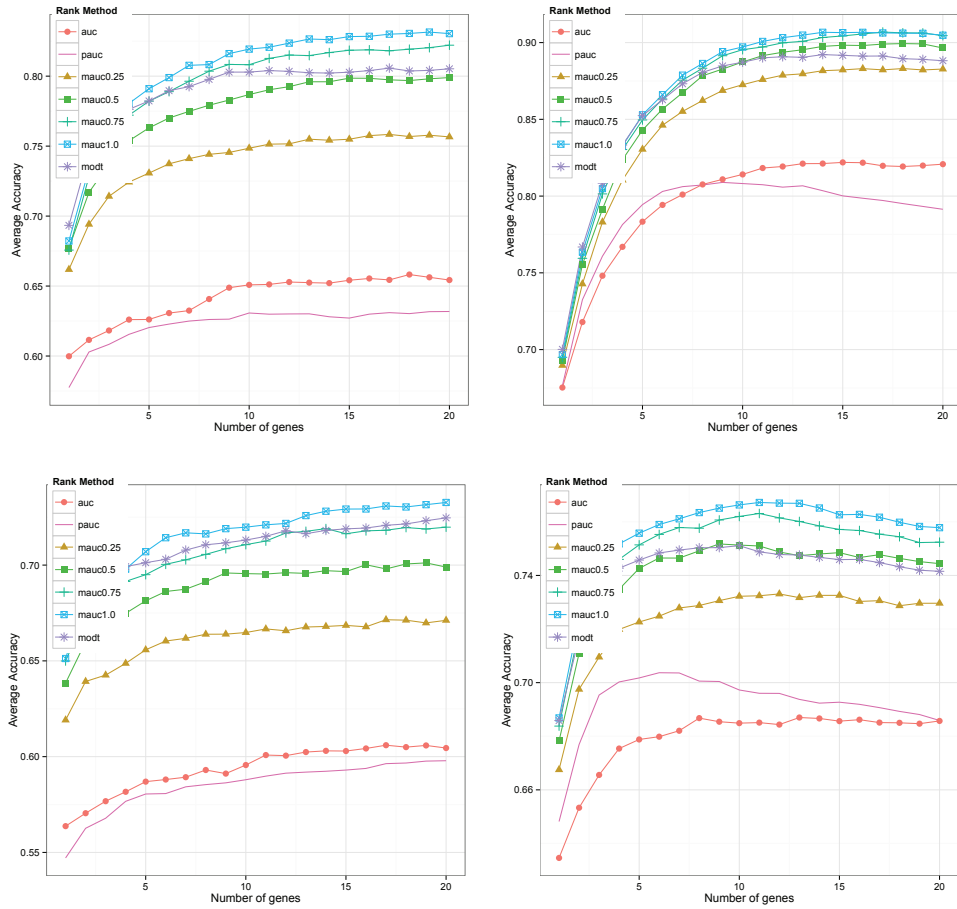 Rank Method
auc
pauc
mauc0.25
mauc0.5
mauc0.75
mauc1.0
modt
0.80
0.75
0.70
0.65
0.60
Average Accuracy
5
10
15
20
Number of genes
Rank Method
auc
pauc
mauc0.25
mauc0.5
mauc0.75
mauc1.0
modt
0.90
0.85
0.80
0.75
0.70
Average Accuracy
5
10
15
20
Number of genes
Rank Method
auc
pauc
mauc0.25
mauc0.5
mauc0.75
mauc1.0
modt
0.70
0.65
0.60
0.55
Average Accuracy
5
10
15
20
Number of genes
Rank Method
auc
pauc
mauc0.25
mauc0.5
mauc0.75
mauc1.0
modt
0.74
0.70
0.66
Average Accuracy
5
10
15
20
Number of genes